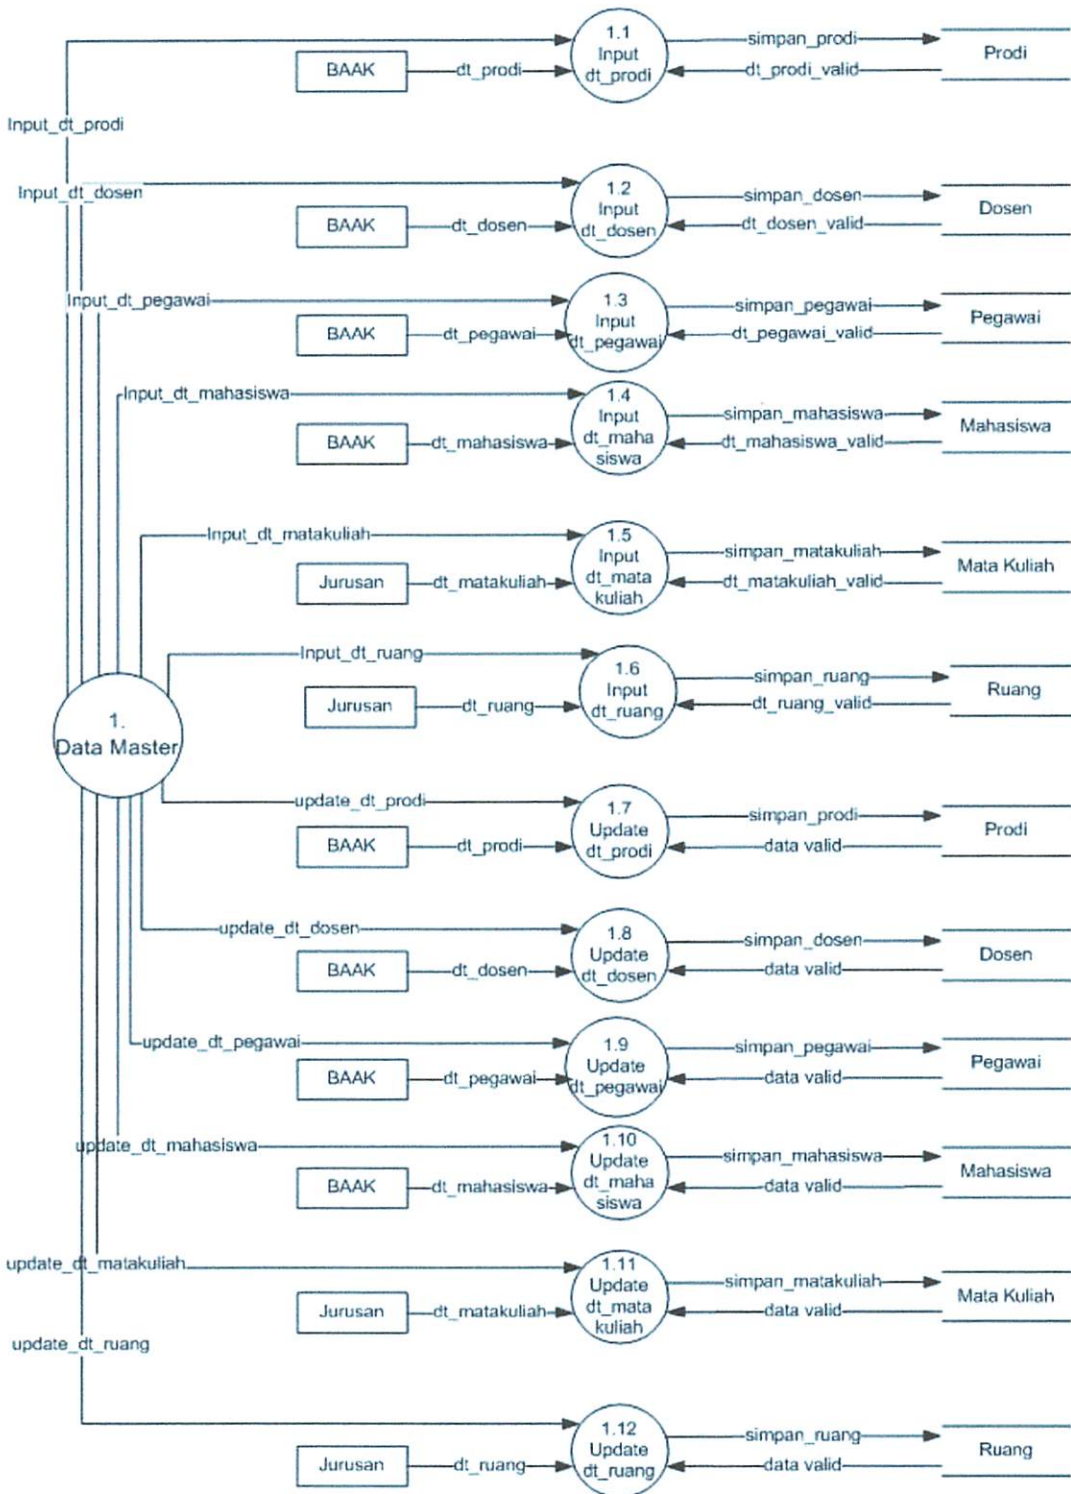 1.1
Input
dt_prodi
simpan_prodi
Prodi
BAAK
dt_prodi
dt_prodi_valid
Input_dt_prodi
Input_dt_dosen
1.2
Input
dt_dosen
simpan_dosen
Dosen
BAAK
dt_dosen
dt_dosen_valid
Input_dt_pegawai
1.3
Input
dt_pegawai
simpan_pegawai
Pegawai
BAAK
dt_pegawai
dt_pegawai_valid
Input_dt_mahasiswa
1.4
Input
dt_maha
siswa
simpan_mahasiswa
Mahasiswa
BAAK
dt_mahasiswa
dt_mahasiswa_valid
Input_dt_matakuliah
1.5
Input
dt_mata
kuliah
simpan_matakuliah
Mata Kuliah
Jurusan
dt_matakuliah
dt_matakuliah_valid
Input_dt_ruang
1.6
Input
dt_ruang
simpan_ruang
Ruang
Jurusan
dt_ruang
dt_ruang_valid
1.
Data Master
update_dt_prodi
1.7
Update
dt_prodi
simpan_prodi
Prodi
BAAK
dt_prodi
data valid
update_dt_dosen
1.8
Update
dt_dosen
simpan_dosen
Dosen
BAAK
dt_dosen
data valid
update_dt_pegawai
1.9
Update
dt_pegawai
simpan_pegawai
Pegawai
BAAK
dt_pegawai
data valid
update_dt_mahasiswa
1.10
Update
dt_maha
siswa
simpan_mahasiswa
Mahasiswa
BAAK
dt_mahasiswa
data valid
update_dt_matakuliah
1.11
Update
dt_mata
kuliah
simpan_matakuliah
Mata Kuliah
Jurusan
dt_matakuliah
data valid
update_dt_ruang
1.12
Update
dt_ruang
simpan_ruang
Ruang
Jurusan
dt_ruang
data valid